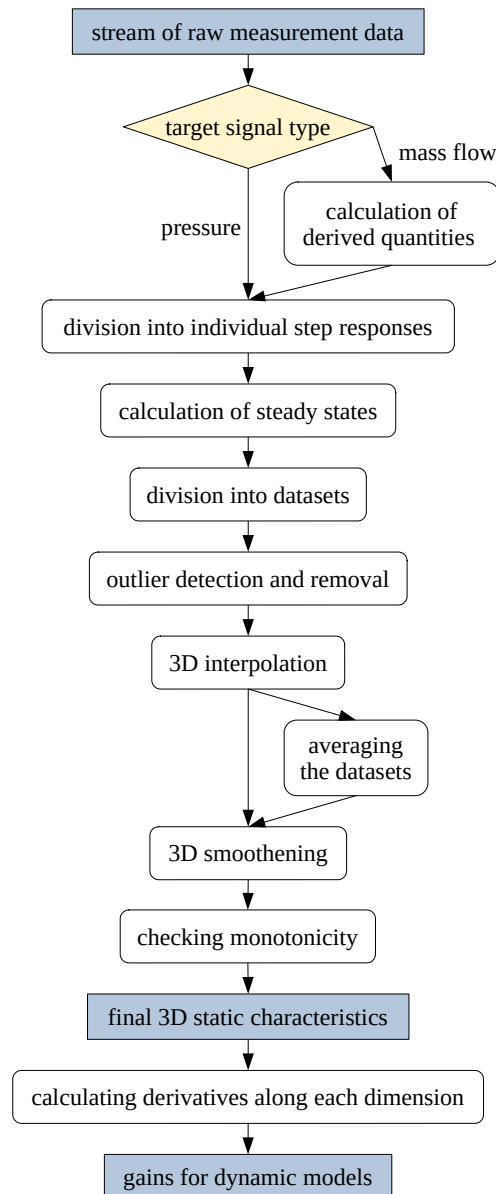 stream of raw measurement data
target signal type
mass flow
calculation of
derived quantities
pressure
division into individual step responses
calculation of steady states
division into datasets
outlier detection and removal
3D interpolation
averaging
the datasets
3D smoothening
checking monotonicity
final 3D static characteristics
calculating derivatives along each dimension
gains for dynamic models